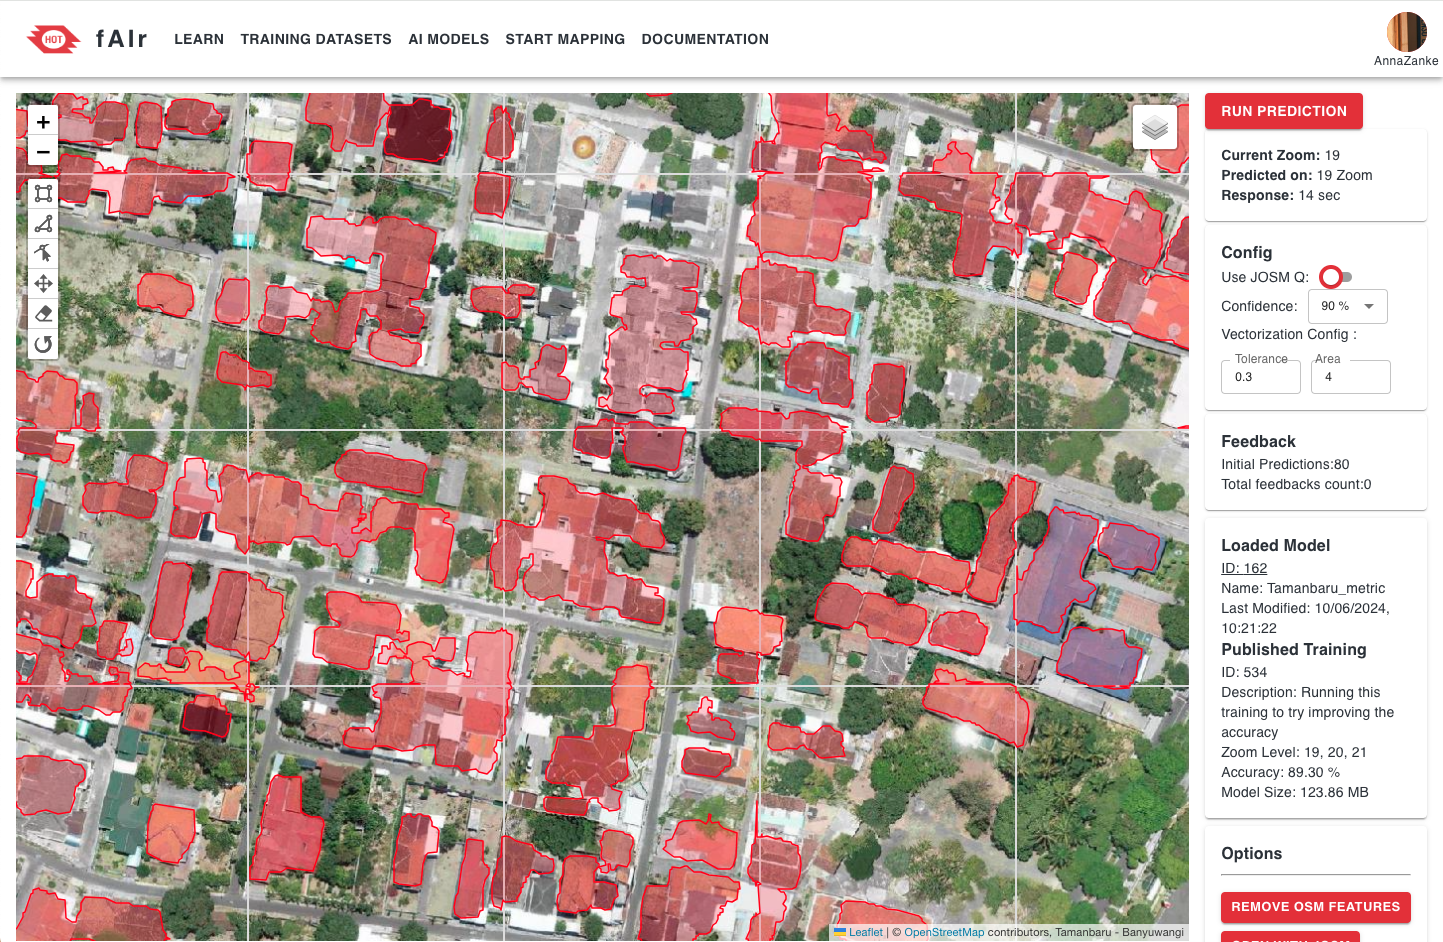 HOT
fAIr
LEARN
TRAINING DATASETS
AI MODELS
START MAPPING
DOCUMENTATION
AnnaZanke
+
−
RUN PREDICTION
Current Zoom: 19
Predicted on: 19 Zoom
Response: 14 sec
Config
Use JOSM Q:
Confidence: 90 %
Vectorization Config :
Tolerance
0.3
Area
4
Feedback
Initial Predictions:80
Total feedbacks count:0
Loaded Model
ID: 162
Name: Tamanbaru_metric
Last Modified: 10/06/2024,
10:21:22
Published Training
ID: 534
Description: Running this
training to try improving the
accuracy
Zoom Level: 19, 20, 21
Accuracy: 89.30 %
Model Size: 123.86 MB
Options
REMOVE OSM FEATURES
Leaflet | © OpenStreetMap contributors, Tamanbaru - Banyuwangi